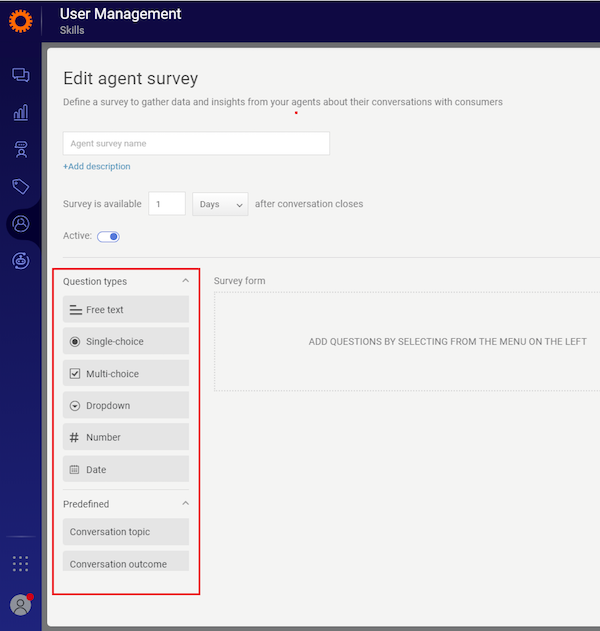 User Management
Skills
Edit agent survey
Define a survey to gather data and insights from your agents about their conversations with consumers
Agent survey name
+Add description
Survey is available 1 Days after conversation closes
Active:
Question types
Free text
Single-choice
Multi-choice
Dropdown
Number
Date
Predefined
Conversation topic
Conversation outcome
Survey form
ADD QUESTIONS BY SELECTING FROM THE MENU ON THE LEFT